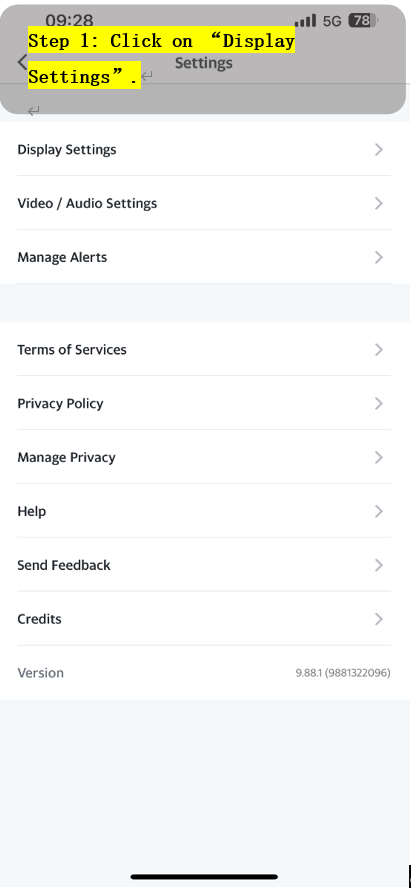 09:28
5G 78
Step 1: Click on “Display
Settings”.
Settings
Display Settings
Video / Audio Settings
Manage Alerts
Terms of Services
Privacy Policy
Manage Privacy
Help
Send Feedback
Credits
Version 9.88.1 (9881322096)